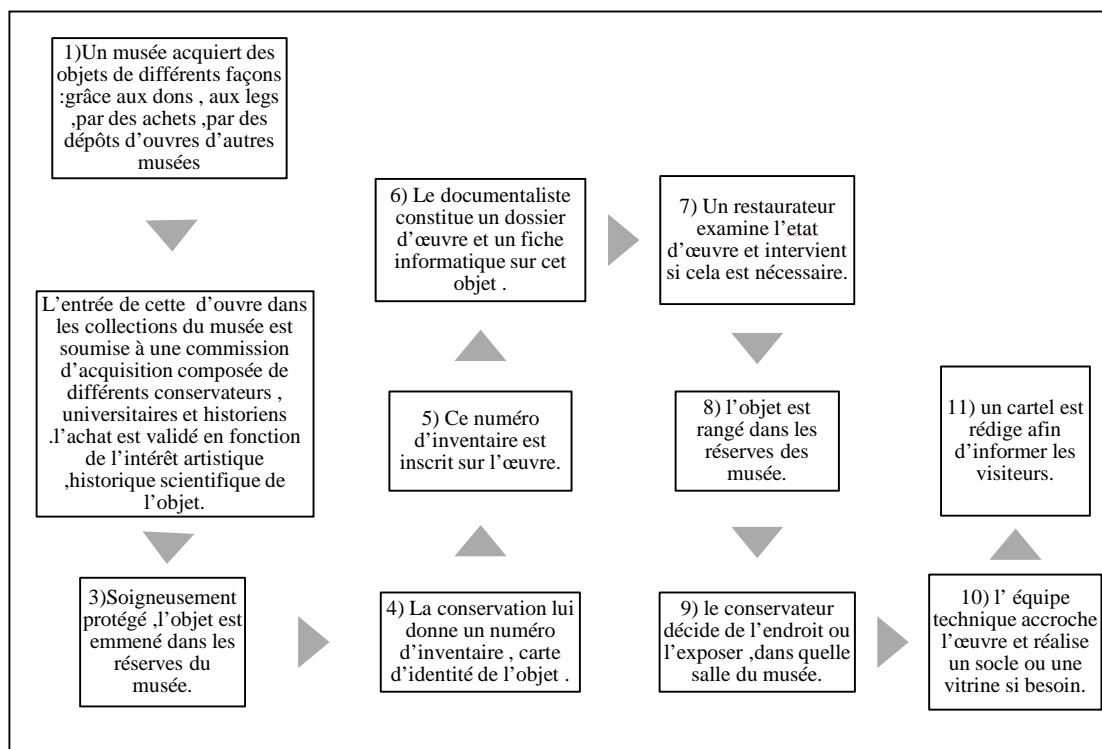 1)Un musée acquiert des
objets de différents façons
:grâce aux dons , aux legs
,par des achets ,par des
dépôts d'ouvres d'autres
musées
L'entrée de cette d'ouvre dans
les collections du musée est
soumise à une commission
d'acquisition composée de
différents conservateurs ,
universitaires et historiens
.l'achat est validé en fonction
de l'intérêt artistique
,historique scientifique de
l'objet.
3)Soigneusement
protégé ,l'objet est
emmené dans les
réserves du
musée.
4) La conservation lui
donne un numéro
d'inventaire , carte
d'identité de l'objet .
5) Ce numéro
d'inventaire est
inscrit sur l'œuvre.
6) Le documentaliste
constitue un dossier
d'œuvre et un fiche
informatique sur cet
objet .
7) Un restaurateur
examine l'etat
d'œuvre et intervient
si cela est nécessaire.
8) l'objet est
rangé dans les
réserves des
musée.
9) le conservateur
décide de l'endroit ou
l'exposer ,dans quelle
salle du musée.
10) l' équipe
technique accroche
l'œuvre et réalise
un socle ou une
vitrine si besoin.
11) un cartel est
rédige afin
d'informer les
visiteurs.